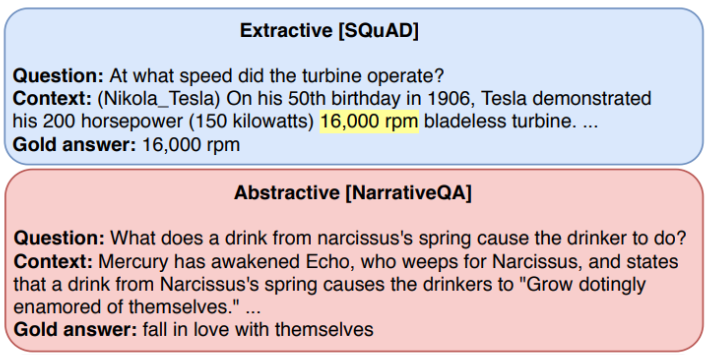 Extractive [SQuAD]
Question: At what speed did the turbine operate?
Context: (Nikola_Tesla) On his 50th birthday in 1906, Tesla demonstrated
his 200 horsepower (150 kilowatts) 16,000 rpm bladeless turbine. ...
Gold answer: 16,000 rpm
Abstractive [NarrativeQA]
Question: What does a drink from narcissus's spring cause the drinker to do?
Context: Mercury has awakened Echo, who weeps for Narcissus, and states
that a drink from Narcissus's spring causes the drinkers to "Grow dotingly
enamored of themselves." ...
Gold answer: fall in love with themselves